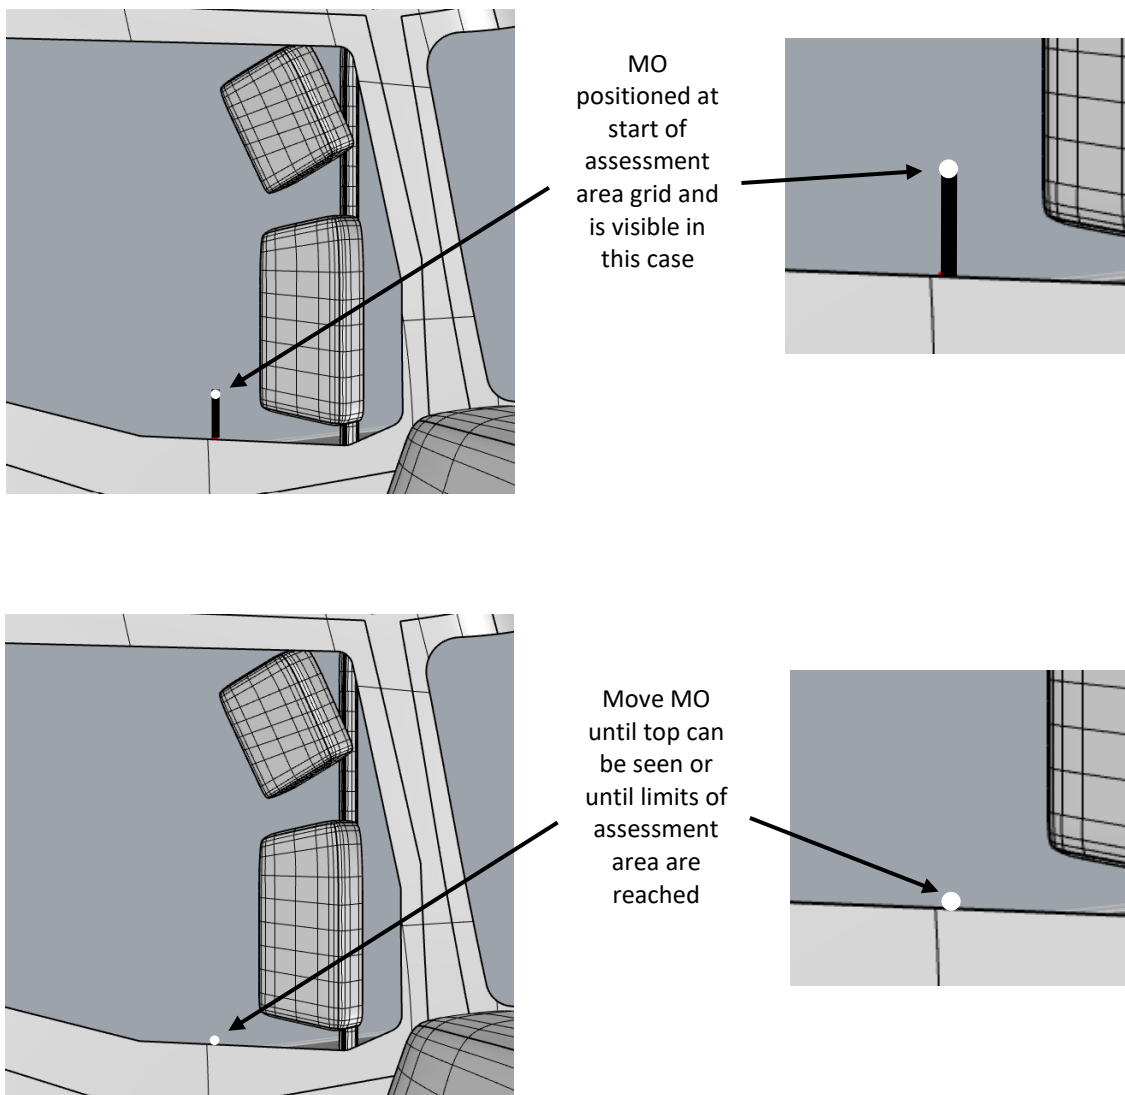 MO
positioned at
start of
assessment
area grid and
is visible in
this case
Move MO
until top can
be seen or
until limits of
assessment
area are
reached